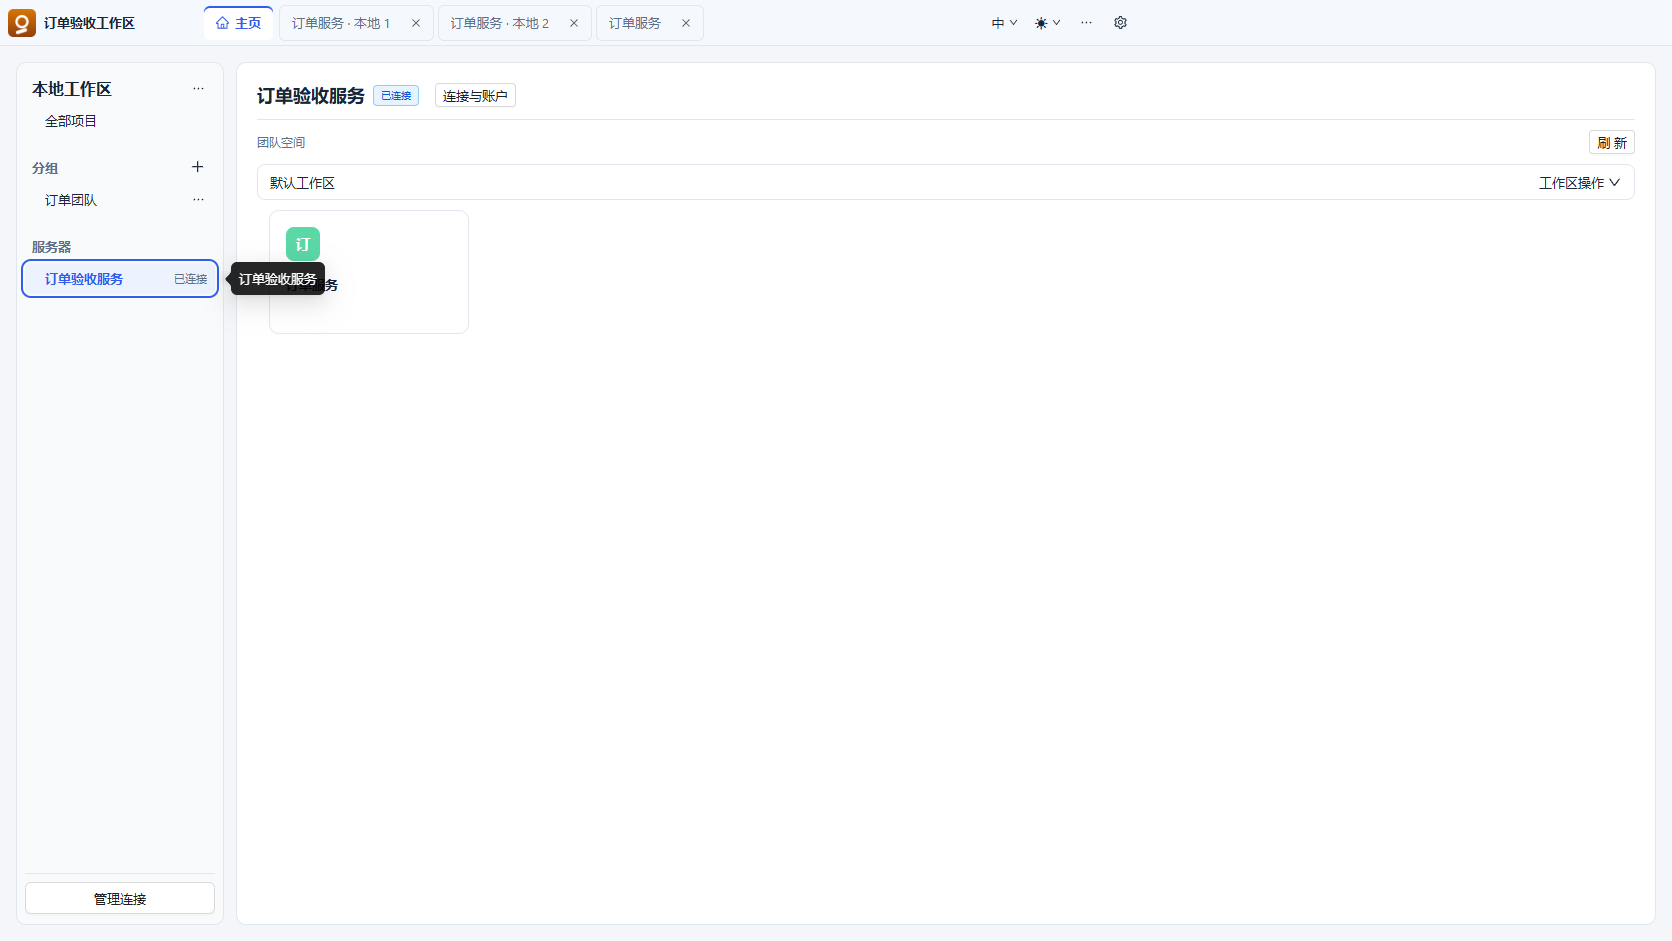 订单验收工作区
主页
订单服务 · 本地 1
订单服务 · 本地 2
订单服务
中
本地工作区
全部项目
分组
订单团队
服务器
订单验收服务 已连接
管理连接
订单验收服务 已连接 连接与账户
团队空间 刷 新
默认工作区 工作区操作
订
订单验收服务
务